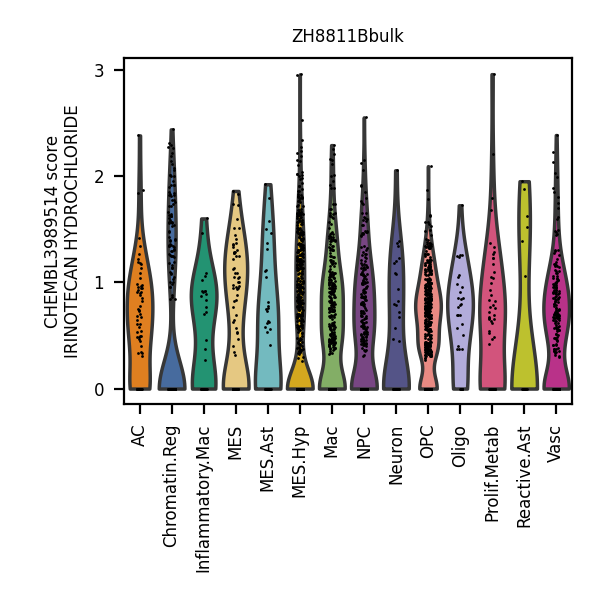 ZH8811Bbulk
CHEMBL3989514 score
IRINOTECAN HYDROCHLORIDE
3
2
1
0
AC
Chromatin.Reg
Inflammatory.Mac
MES
MES.Ast
MES.Hyp
Mac
NPC
Neuron
OPC
Oligo
Prolif.Metab
Reactive.Ast
Vasc